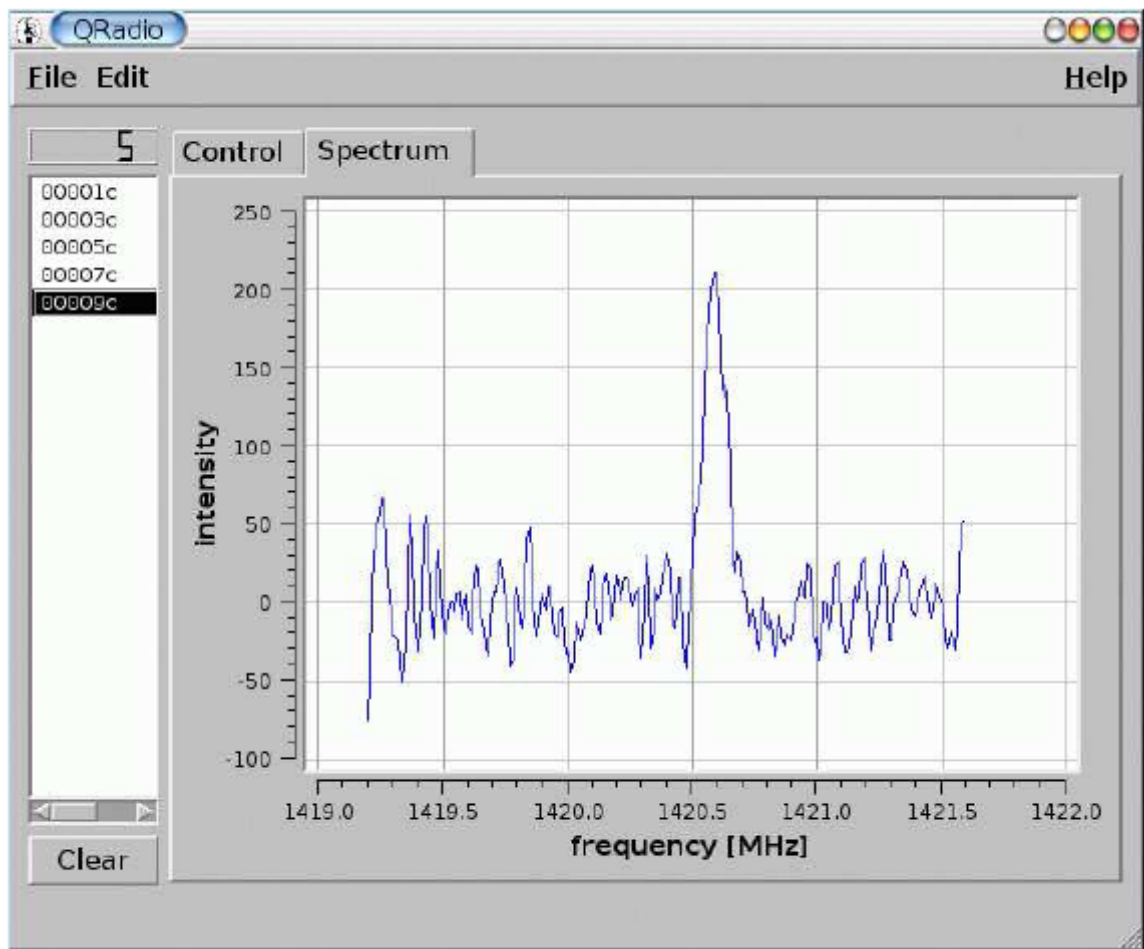 QRadio
File Edit Help
5
Control Spectrum
00001c
00003c
00005c
00007c
00009c
Clear
250
200
150
100
50
0
-50
-100
intensity
1419.0 1419.5 1420.0 1420.5 1421.0 1421.5 1422.0
frequency [MHz]